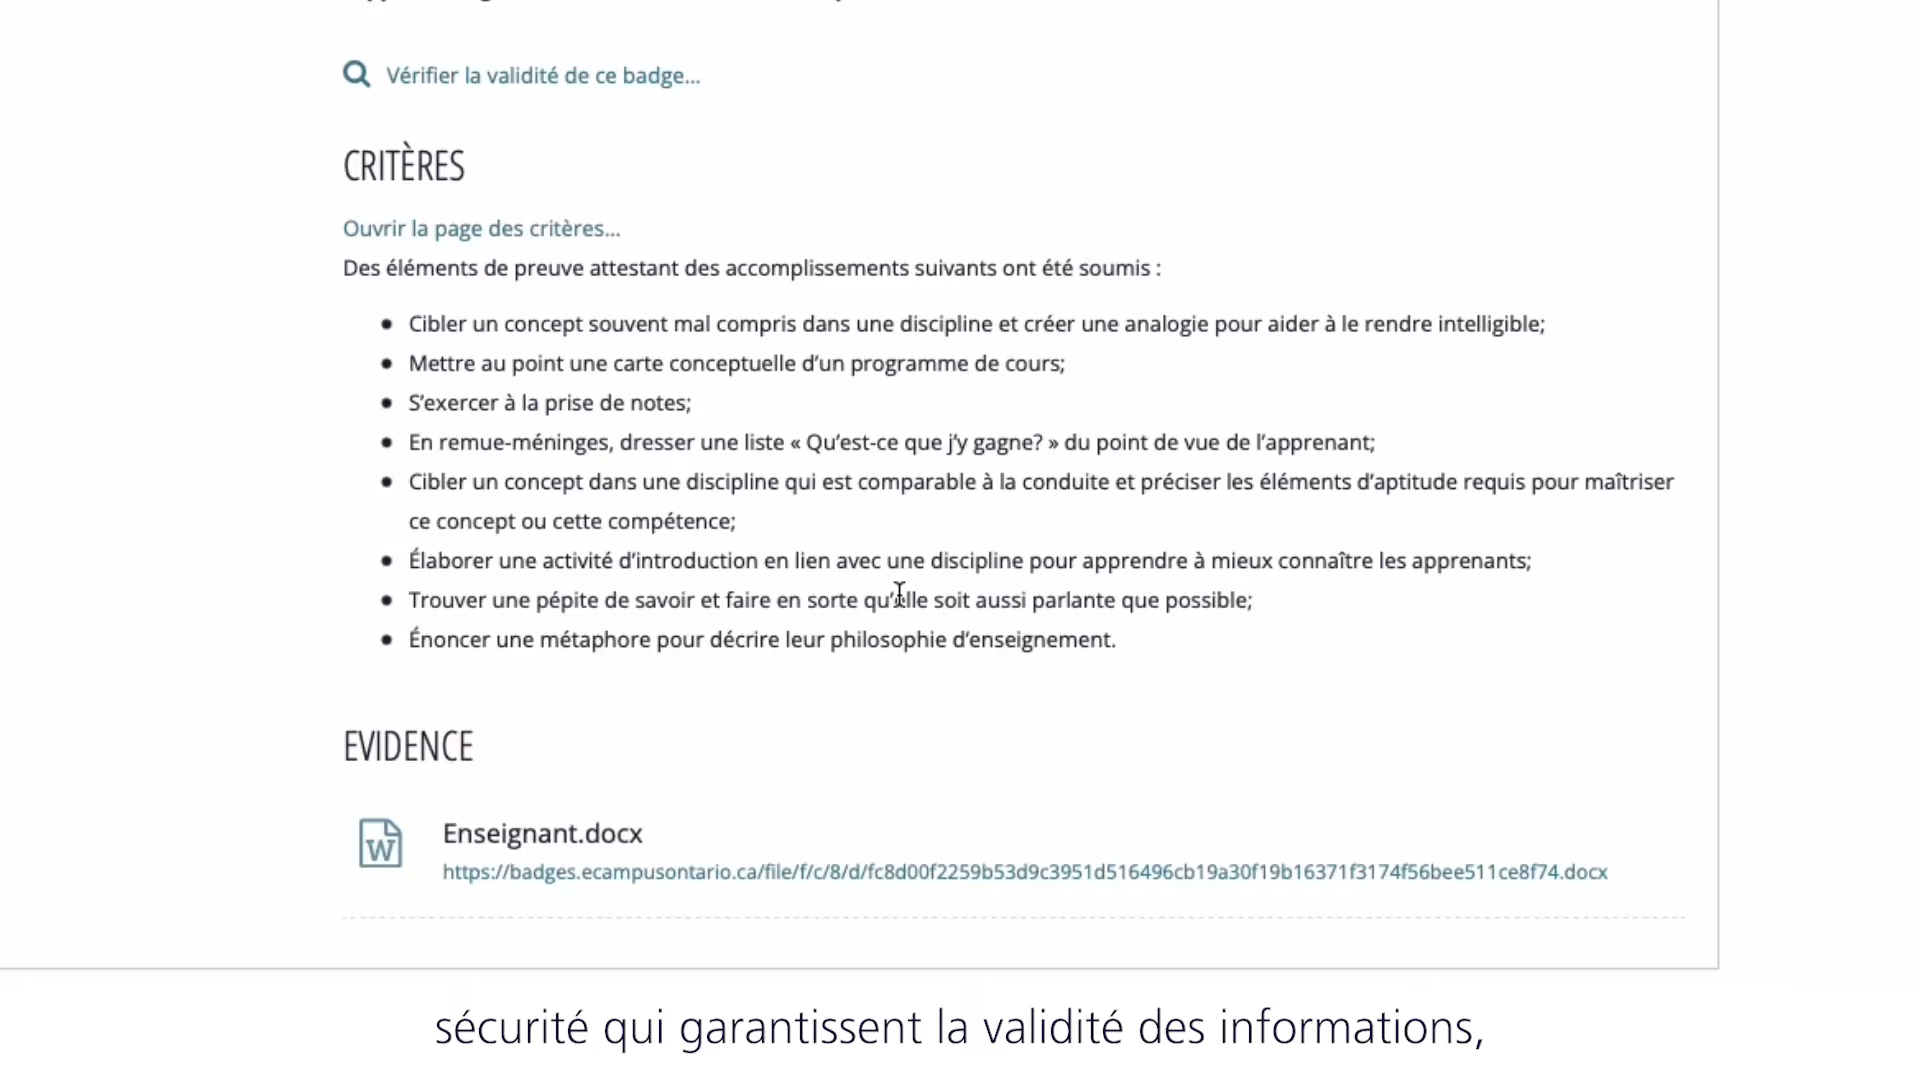 Vérifier la validité de ce badge...
CRITÈRES
Ouvrir la page des critères...
Des éléments de preuve attestant des accomplissements suivants ont été soumis :
• Cibler un concept souvent mal compris dans une discipline et créer une analogie pour aider à le rendre intelligible;
• Mettre au point une carte conceptuelle d'un programme de cours;
• S'exercer à la prise de notes;
• En remue-méninges, dresser une liste « Qu'est-ce que j'y gagne? » du point de vue de l'apprenant;
• Cibler un concept dans une discipline qui est comparable à la conduite et préciser les éléments d'aptitude requis pour maîtriser
ce concept ou cette compétence;
• Élaborer une activité d'introduction en lien avec une discipline pour apprendre à mieux connaître les apprenants;
• Trouver une pépite de savoir et faire en sorte qu'elle soit aussi parlante que possible;
• Énoncer une métaphore pour décrire leur philosophie d'enseignement.
EVIDENCE
W
Enseignant.docx
https://badges.ecampusontario.ca/file/f/c/8/d/fc8d00f2259b53d9c3951d516496cb19a30f19b16371f3174f56bee511ce8f74.docx
sécurité qui garantissent la validité des informations,